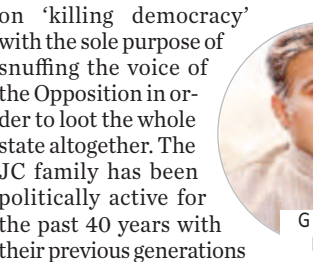 on ‘killing democracy’
with the sole purpose of
snuffing the voice of
the Opposition in or-
der to loot the whole
state altogether. The
JC family has been
politically active for
the past 40 years with
their previous generations
G